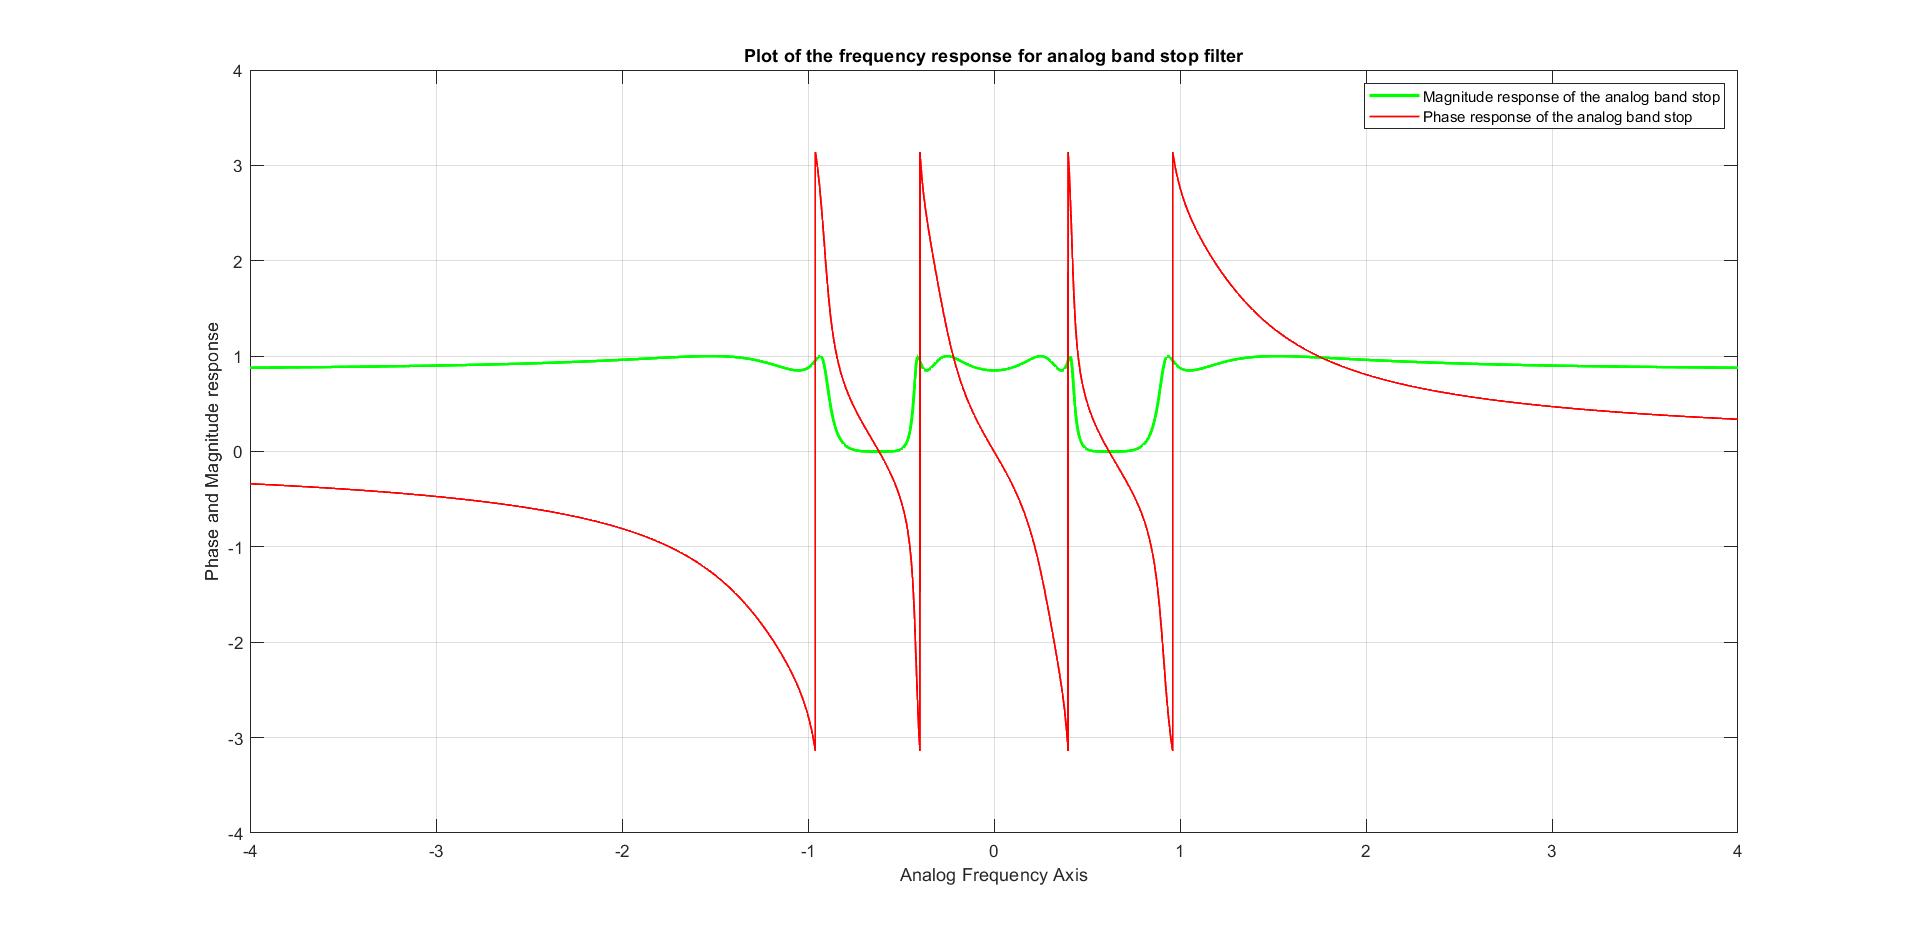 Plot of the frequency response for analog band stop filter
Magnitude response of the analog band stop
Phase response of the analog band stop
Phase and Magnitude response
4
3
2
1
0
-1
-2
-3
-4
-4 -3 -2 -1 0 1 2 3 4
Analog Frequency Axis